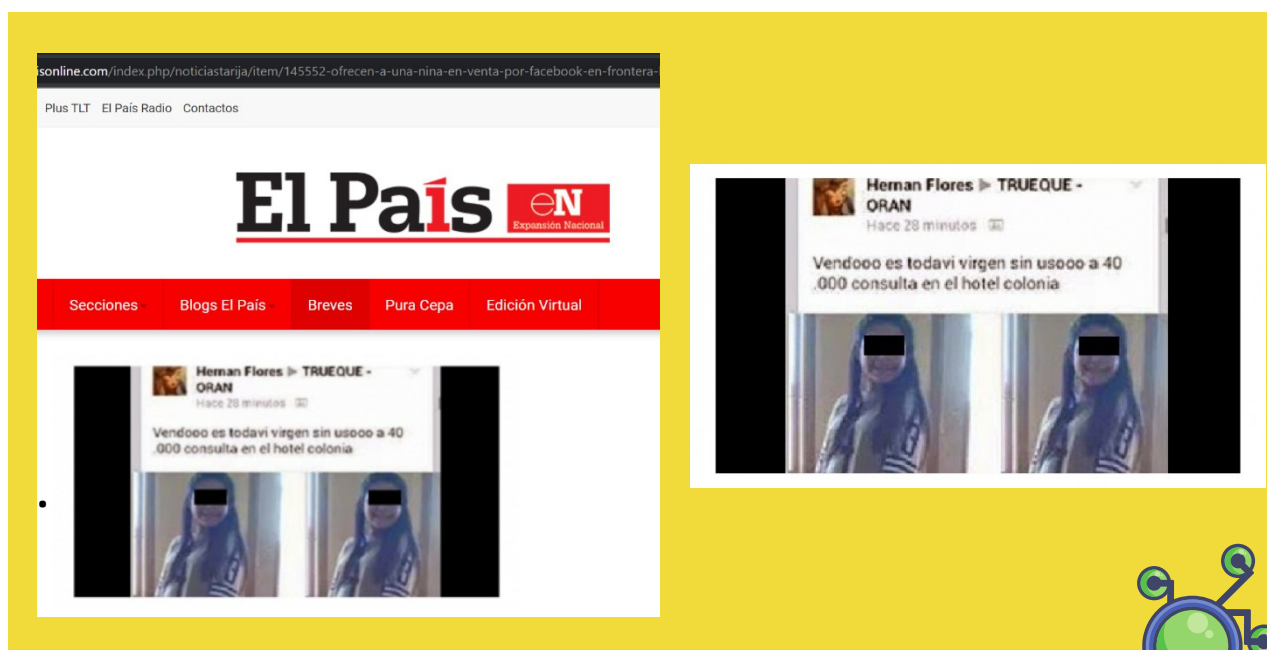 isonline.com/index.php/noticiastarija/item/145552-ofrecen-a-una-nina-en-venta-por-facebook-en-frontera-
Plus TLT El País Radio Contactos
El País eN
Expansión Nacional
Secciones Blogs El País Breves Pura Cepa Edición Virtual
Hernan Flores ▶ TRUEQUE -
ORAN
Hace 28 minutos
Vendooo es todavi virgen sin usooo a 40
.000 consulta en el hotel colonia
Hernan Flores ▶ TRUEQUE -
ORAN
Hace 28 minutos
Vendooo es todavi virgen sin usooo a 40
.000 consulta en el hotel colonia